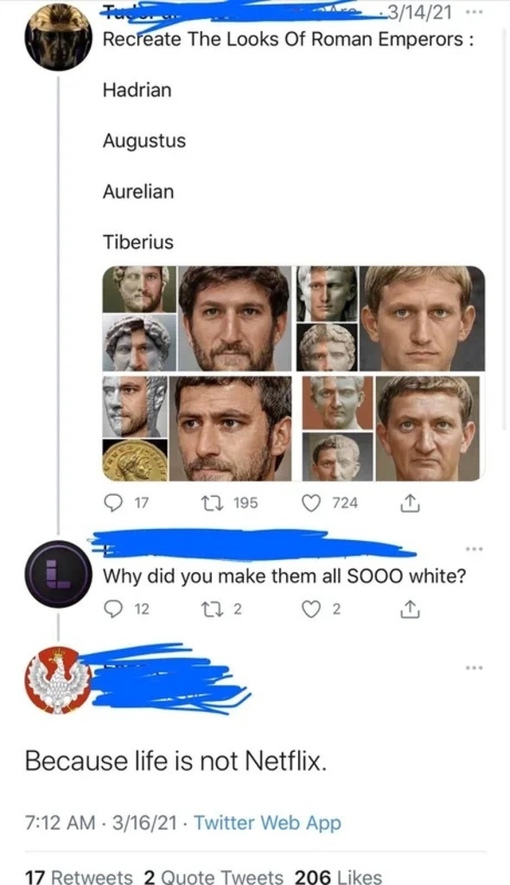 3/14/21
Recreate The Looks Of Roman Emperors :
Hadrian
Augustus
Aurelian
Tiberius
17 195 724
Why did you make them all SOOO white?
12 2 2
Because life is not Netflix.
7:12 AM · 3/16/21 · Twitter Web App
17 Retweets 2 Quote Tweets 206 Likes